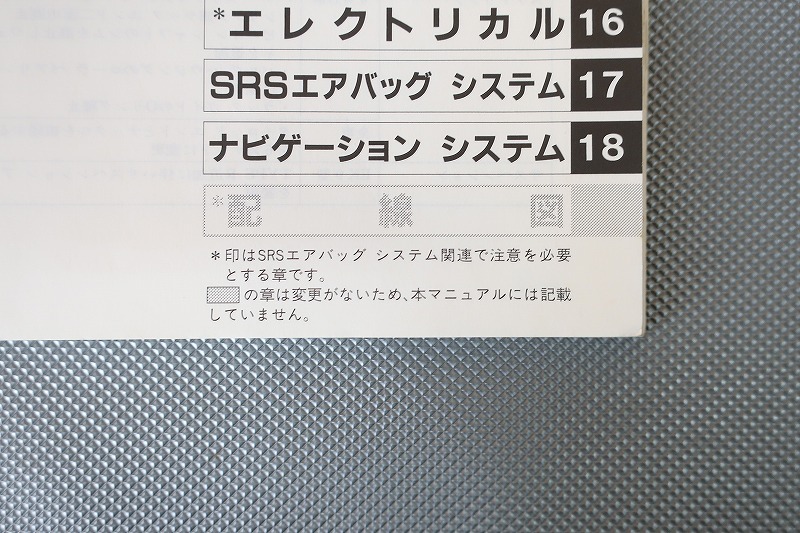 *エレクトリカル 16
SRSエアバッグ システム 17
ナビゲーション システム 18
*配線図
*印はSRSエアバッグ システム関連で注意を必要
とする章です。
の章は変更がないため、本マニュアルには記載
していません。